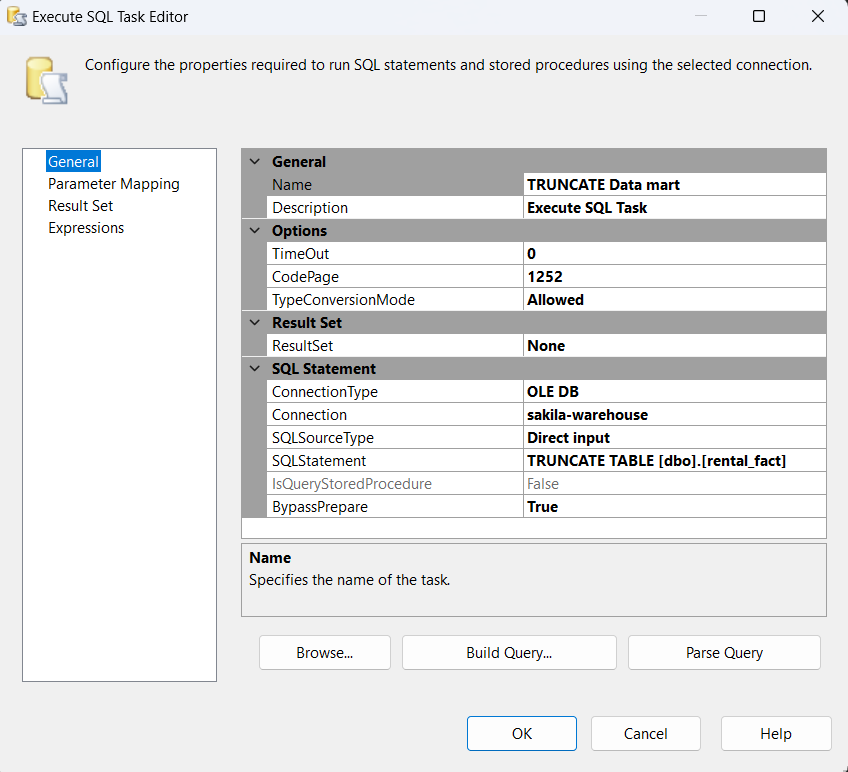 Execute SQL Task Editor
Configure the properties required to run SQL statements and stored procedures using the selected connection.
General
Parameter Mapping
Result Set
Expressions
General
Name TRUNCATE Data mart
Description Execute SQL Task
Options
TimeOut 0
CodePage 1252
TypeConversionMode Allowed
Result Set
ResultSet None
SQL Statement
ConnectionType OLE DB
Connection sakila-warehouse
SQLSourceType Direct input
SQLStatement TRUNCATE TABLE [dbo].[rental_fact]
IsQueryStoredProcedure False
BypassPrepare True
Name
Specifies the name of the task.
Browse... Build Query... Parse Query
OK Cancel Help